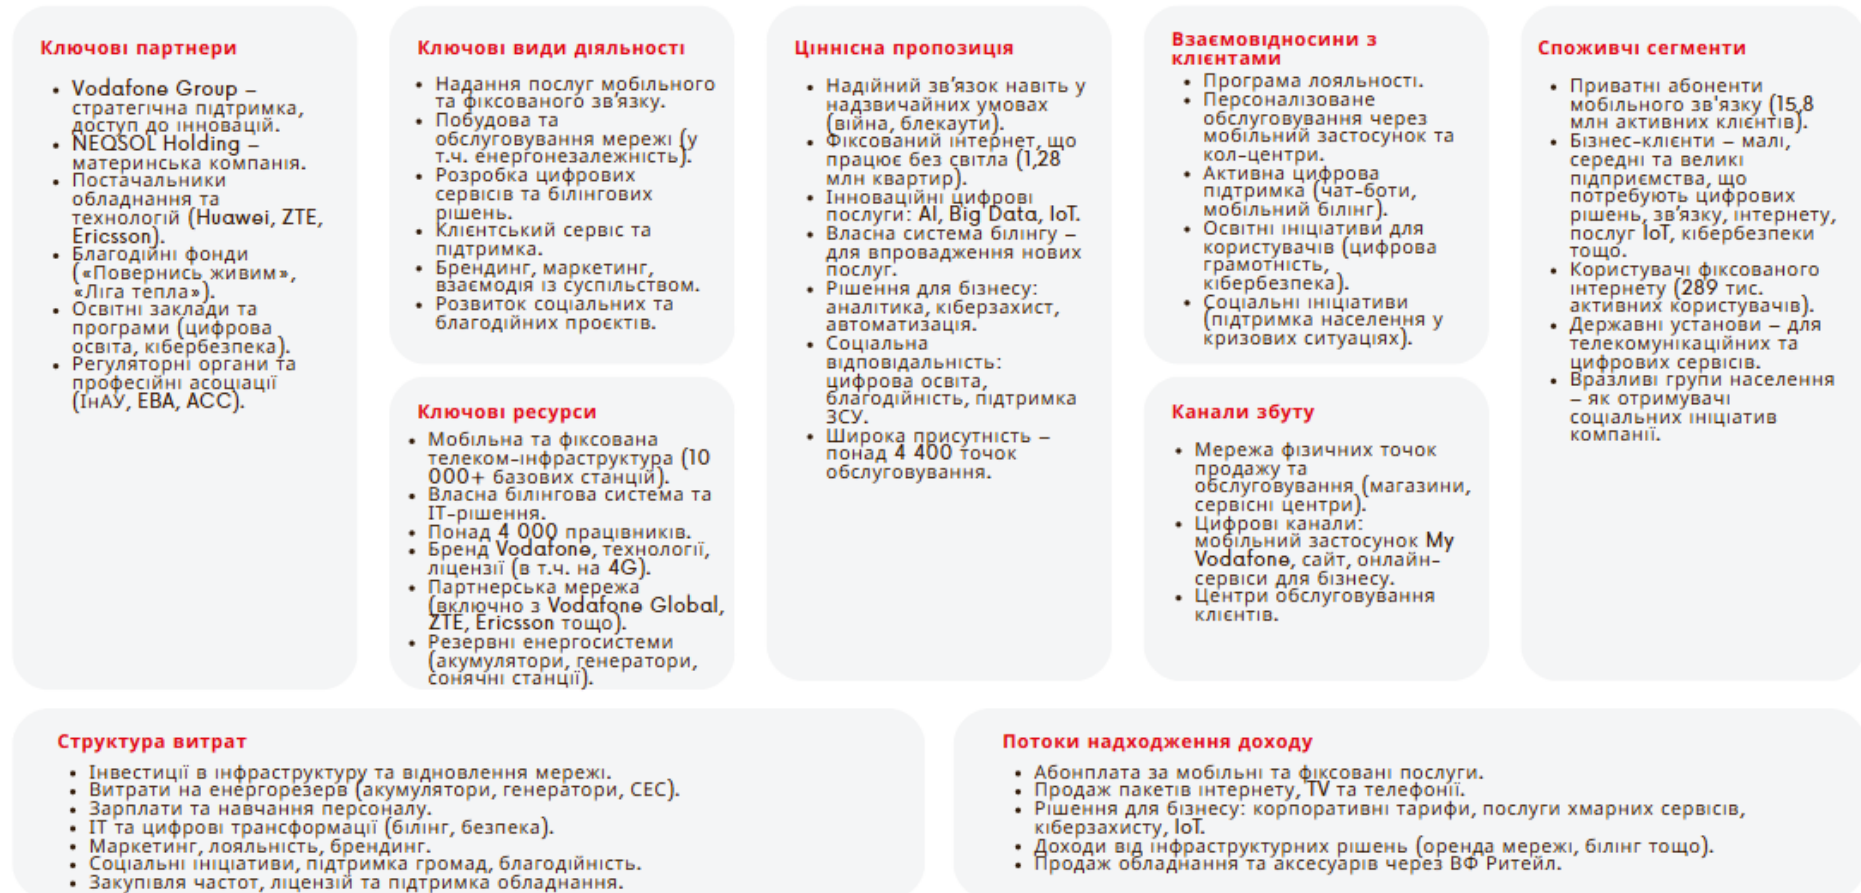 Ключові партнери
• Vodafone Group –
стратегічна підтримка,
доступ до інновацій.
• NEQSOL Holding –
материнська компанія.
• Постачальники
обладнання та
технологій (Huawei, ZTE,
Ericsson).
• Благодійні фонди
(«Повернись живим»,
«Ліга тепла»).
• Освітні заклади та
програми (цифрова
освіта, кібербезпека).
• Регуляторні органи та
професійні асоціації
(ІнАУ, EBA, ACC).
Ключові види діяльності
• Надання послуг мобільного
та фіксованого зв’язку.
• Побудова та
обслуговування мережі (у
т.ч. енергонезалежність).
• Розробка цифрових
сервісів та білінгових
рішень.
• Клієнтський сервіс та
підтримка.
• Брендинг, маркетинг,
взаємодія із суспільством.
• Розвиток соціальних та
благодійних проєктів.
Ключові ресурси
• Мобільна та фіксована
телеком-інфраструктура (10
000+ базових станцій).
• Власна білінгова система та
ІТ-рішення.
• Понад 4 000 працівників.
• Бренд Vodafone, технології,
ліцензії (в т.ч. на 4G).
• Партнерська мережа
(включно з Vodafone Global,
ZTE, Ericsson тощо).
• Резервні енергосистеми
(акумулятори, генератори,
сонячні станції).
Ціннісна пропозиція
• Надійний зв’язок навіть у
надзвичайних умовах
(війна, блекаути).
• Фіксований інтернет, що
працює без світла (1,28
млн квартир).
• Інноваційні цифрові
послуги: AI, Big Data, IoT.
• Власна система білінгу –
для впровадження нових
послуг.
• Рішення для бізнесу:
аналітика, кіберзахист,
автоматизація.
• Соціальна
відповідальність:
цифрова освіта,
благодійність, підтримка
ЗСУ.
• Широка присутність –
понад 4 400 точок
обслуговування.
Взаємовідносини з
клієнтами
• Програма лояльності.
• Персоналізоване
обслуговування через
мобільний застосунок та
кол-центри.
• Активна цифрова
підтримка (чат-боти,
мобільний білінг).
• Освітні ініціативи для
користувачів (цифрова
грамотність,
кібербезпека).
• Соціальні ініціативи
(підтримка населення у
кризових ситуаціях).
Канали збуту
• Мережа фізичних точок
продажу та
обслуговування (магазини,
сервісні центри).
• Цифрові канали:
мобільний застосунок My
Vodafone, сайт, онлайн-
сервіси для бізнесу.
• Центри обслуговування
клієнтів.
Споживчі сегменти
• Приватні абоненти
мобільного зв'язку (15,8
млн активних клієнтів).
• Бізнес-клієнти – малі,
середні та великі
підприємства, що
потребують цифрових
рішень, зв’язку, інтернету,
послуг IoT, кібербезпеки
тощо.
• Користувачі фіксованого
інтернету (289 тис.
активних користувачів).
• Державні установи – для
телекомунікаційних та
цифрових сервісів.
• Вразливі групи населення
– як отримувачі
соціальних ініціатив
компанії.
Структура витрат
• Інвестиції в інфраструктуру та відновлення мережі.
• Витрати на енергорезерв (акумулятори, генератори, СЕС).
• Зарплати та навчання персоналу.
• ІТ та цифрові трансформації (білінг, безпека).
• Маркетинг, лояльність, брендинг.
• Соціальні ініціативи, підтримка громад, благодійність.
• Закупівля частот, ліцензій та підтримка обладнання.
Потоки надходження доходу
• Абонплата за мобільні та фіксовані послуги.
• Продаж пакетів інтернету, TV та телефонії.
• Рішення для бізнесу: корпоративні тарифи, послуги хмарних сервісів,
кіберзахисту, IoT.
• Доходи від інфраструктурних рішень (оренда мережі, білінг тощо).
• Продаж обладнання та аксесуарів через ВФ Ритейл.